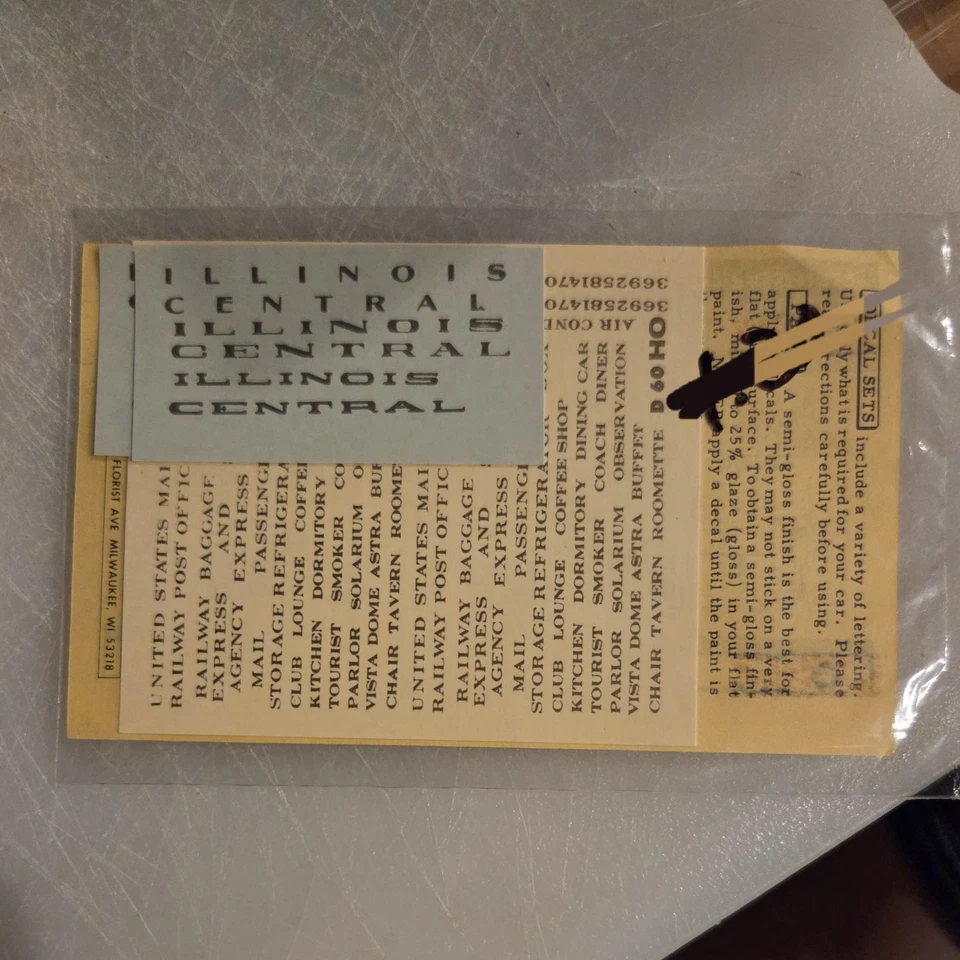 ILLINOIS
CENTRAL
ILLINOIS
CENTRAL
ILLINOIS
CENTRAL
FLORIST AVE MILWAUKEE, WI 53218
UNITED STATES MAI
RAILWAY POST OFFIC
RAILWAY BAGGAGE
EXPRESS AND
AGENCY EXPRESS
MAIL PASSENG
STORAGE REFRIGERA
CLUB LOUNGE COFFEE
KITCHEN DORMITORY
TOURIST SMOKER CO
PARLOR SOLARIUM O
VISTA DOME ASTRA BUF
CHAIR TAVERN ROOME
UNITED STATES MAI
RAILWAY POST OFFIC
RAILWAY BAGGAGE
EXPRESS AND
AGENCY EXPRESS
MAIL PASSENG
STORAGE REFRIGERATOR
CLUB LOUNGE COFFEE SHOP
KITCHEN DORMITORY DINING CAR
TOURIST SMOKER COACH DINER
PARLOR SOLARIUM OBSERVATION
VISTA DOME ASTRA BUFFET
CHAIR TAVERN ROOMETTE
AIR COND
3692581470
3692581470
D 60 HO
DECAL SETS include a variety of lettering.
what is required for your car. Please
directions carefully before using.
A semi-gloss finish is the best for
decals. They may not stick on a very
flat surface. To obtain a semi-gloss fin-
ish, to 25% glaze (gloss) in your flat
paint. apply a decal until the paint is